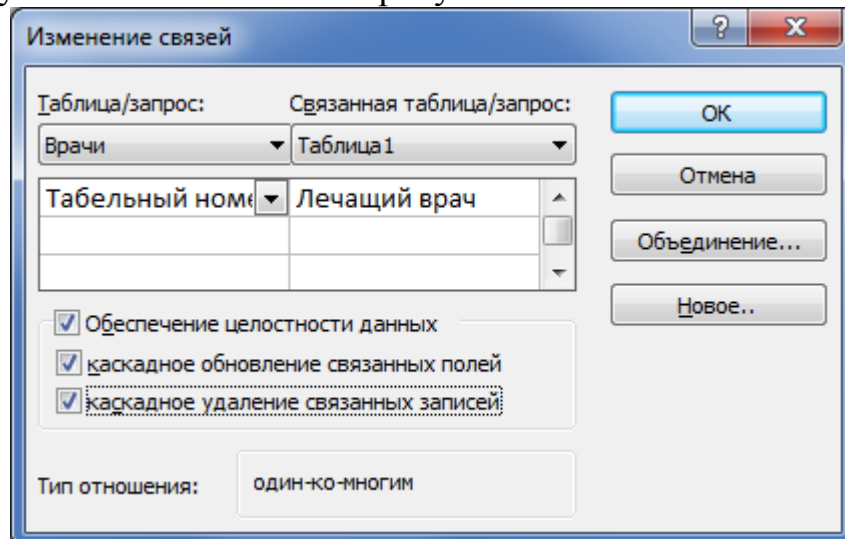 Изменение связей
Таблица/запрос: Связанная таблица/запрос:
Врачи Таблица1
Табельный номе Лечащий врач
Обеспечение целостности данных
каскадное обновление связанных полей
каскадное удаление связанных записей
Тип отношения: один-ко-многим
ОК
Отмена
Объединение...
Новое..